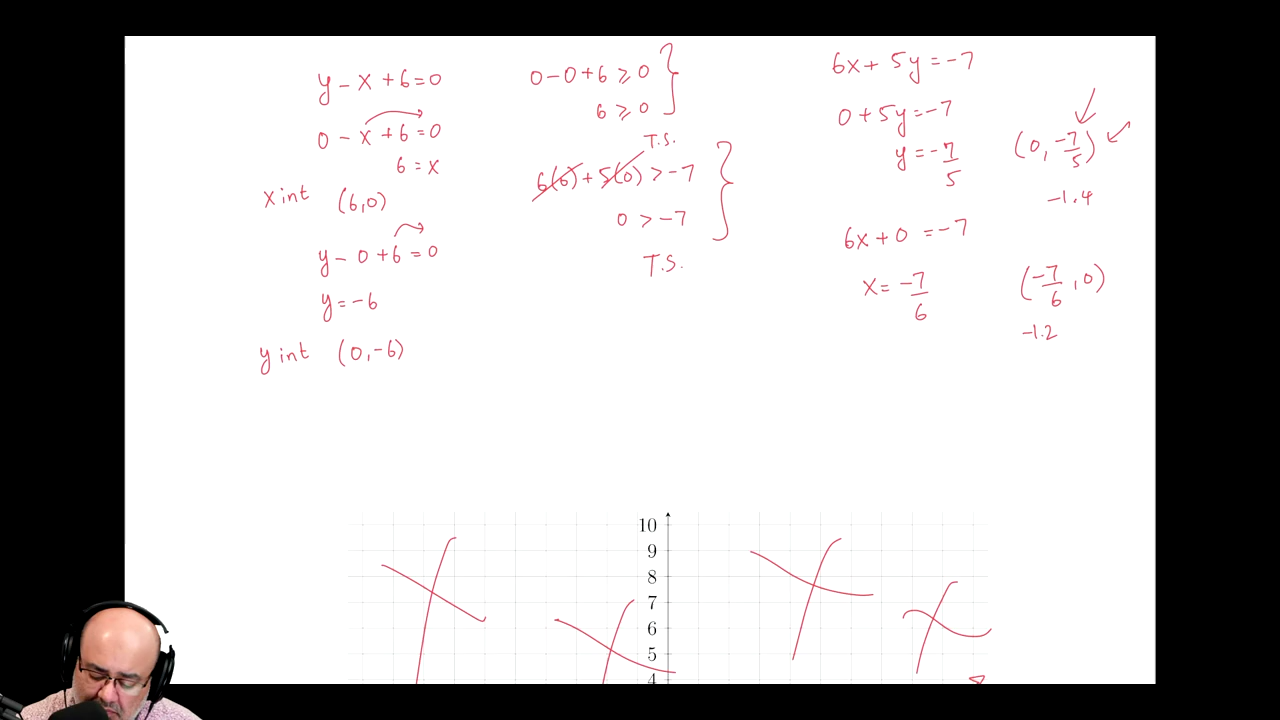 y - x + 6 = 0
0 - x + 6 = 0
6 = x
x int (6,0)
y - 0 + 6 = 0
y = -6
y int (0,-6)
0 - 0 + 6 ⩾ 0
6 ⩾ 0
T.S.
6(0) + 5(0) > -7
0 > -7
T.S.
6x + 5y = -7
0 + 5y = -7
y = -7/5 (0, -7/5)
-1.4
6x + 0 = -7
x = -7/6 (-7/6, 0)
-1.2
10
9
8
7
6
5
4